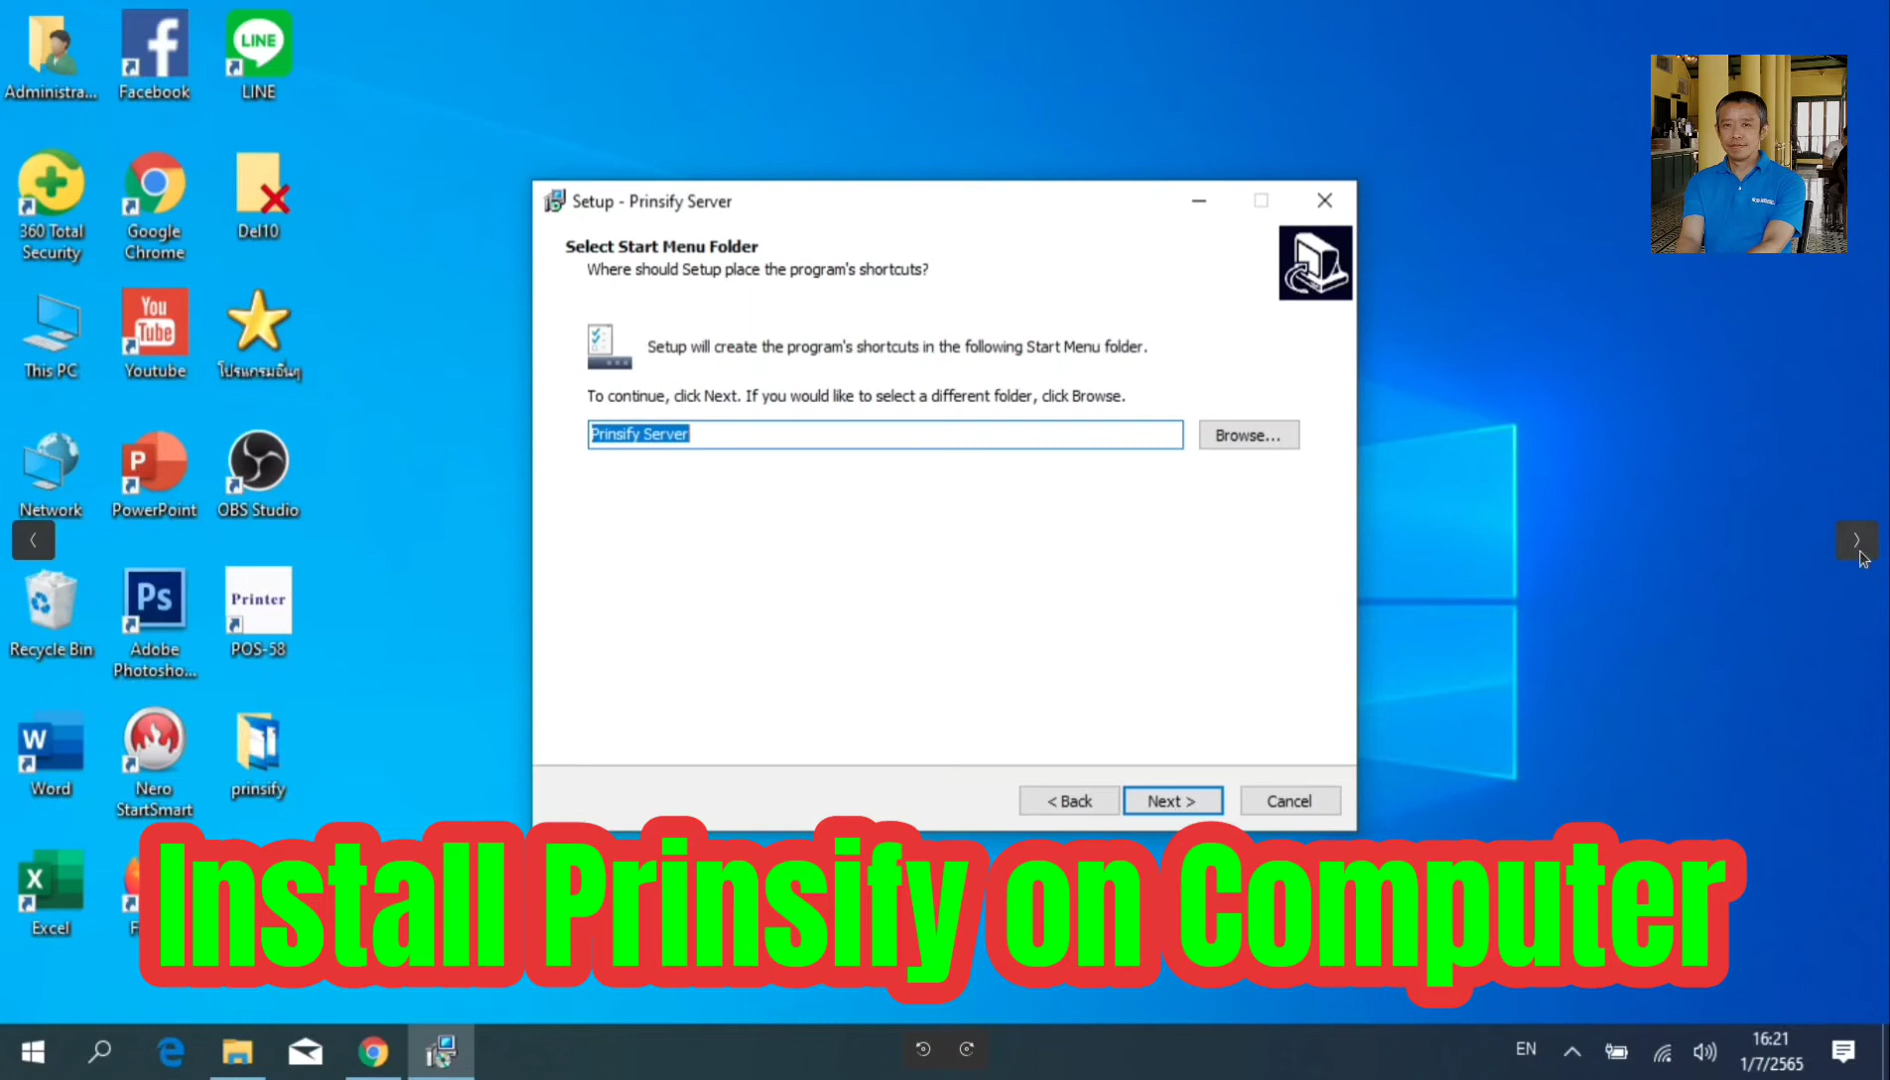 Administra...
Facebook
LINE
LINE
360 Total
Security
Google
Chrome
Del10
This PC
You
Tube
Youtube
โปรแกรมอื่นๆ
Network
P
PowerPoint
OBS Studio
Recycle Bin
Ps
Adobe
Photosho...
Printer
POS-58
W
Word
Nero
StartSmart
prinsify
X
Excel
F
Setup - Prinsify Server
Select Start Menu Folder
Where should Setup place the program's shortcuts?
Setup will create the program's shortcuts in the following Start Menu folder.
To continue, click Next. If you would like to select a different folder, click Browse.
Prinsify Server
Browse...
< Back
Next >
Cancel
Install Prinsify on Computer
EN
16:21
1/7/2565